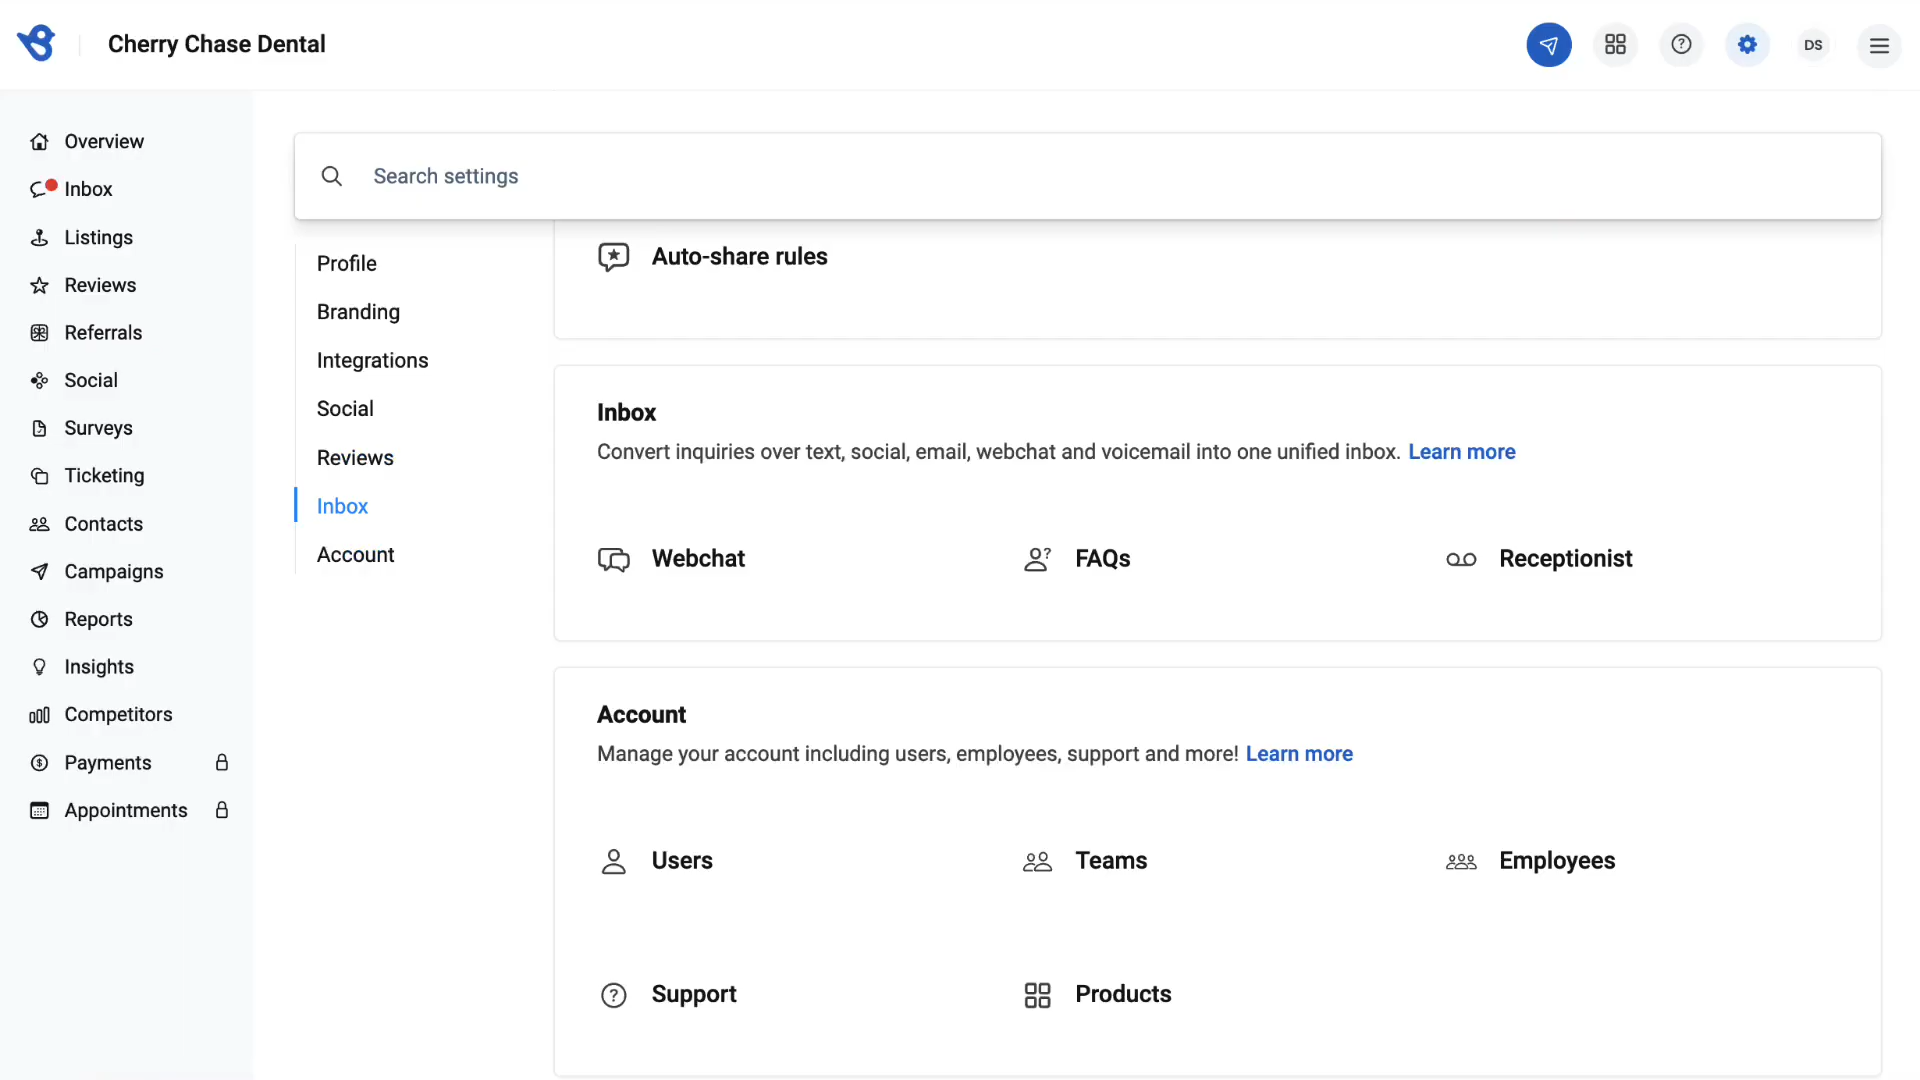 Cherry Chase Dental
DS
Overview
Inbox
Listings
Reviews
Referrals
Social
Surveys
Ticketing
Contacts
Campaigns
Reports
Insights
Competitors
Payments
Appointments
Search settings
Profile
Branding
Integrations
Social
Reviews
Inbox
Account
Auto-share rules
Inbox
Convert inquiries over text, social, email, webchat and voicemail into one unified inbox. Learn more
Webchat
FAQs
Receptionist
Account
Manage your account including users, employees, support and more! Learn more
Users
Teams
Employees
Support
Products